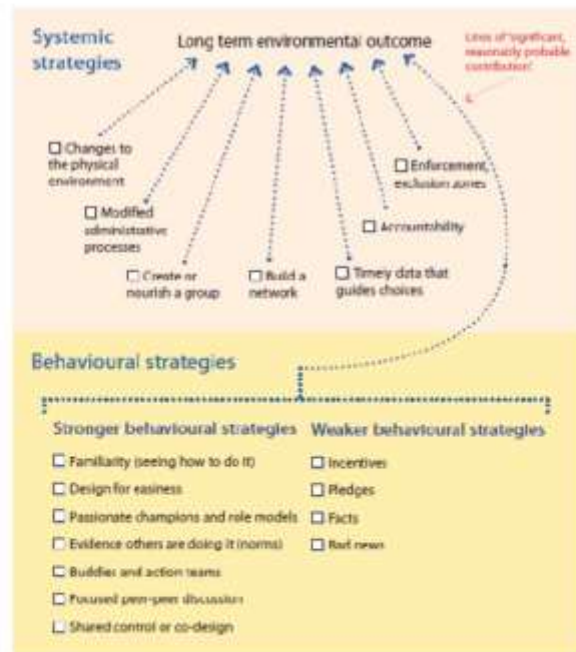 Systemic
strategies
Long term environmental outcome
Lines of 'significant,
reasonably probable
contribution'
☐ Changes to
the physical
environment
☐ Modified
administrative
processes
☐ Create or
nourish a group
☐ Build a
network
☐ Timely data that
guides choices
☐ Accountability
☐ Enforcement,
exclusion zones
Behavioural strategies
Stronger behavioural strategies
☐ Familiarity (seeing how to do it)
☐ Design for easiness
☐ Passionate champions and role models
☐ Evidence others are doing it (norms)
☐ Buddies and action teams
☐ Focused peer-peer discussion
☐ Shared control or co-design
Weaker behavioural strategies
☐ Incentives
☐ Pledges
☐ Facts
☐ Bad news